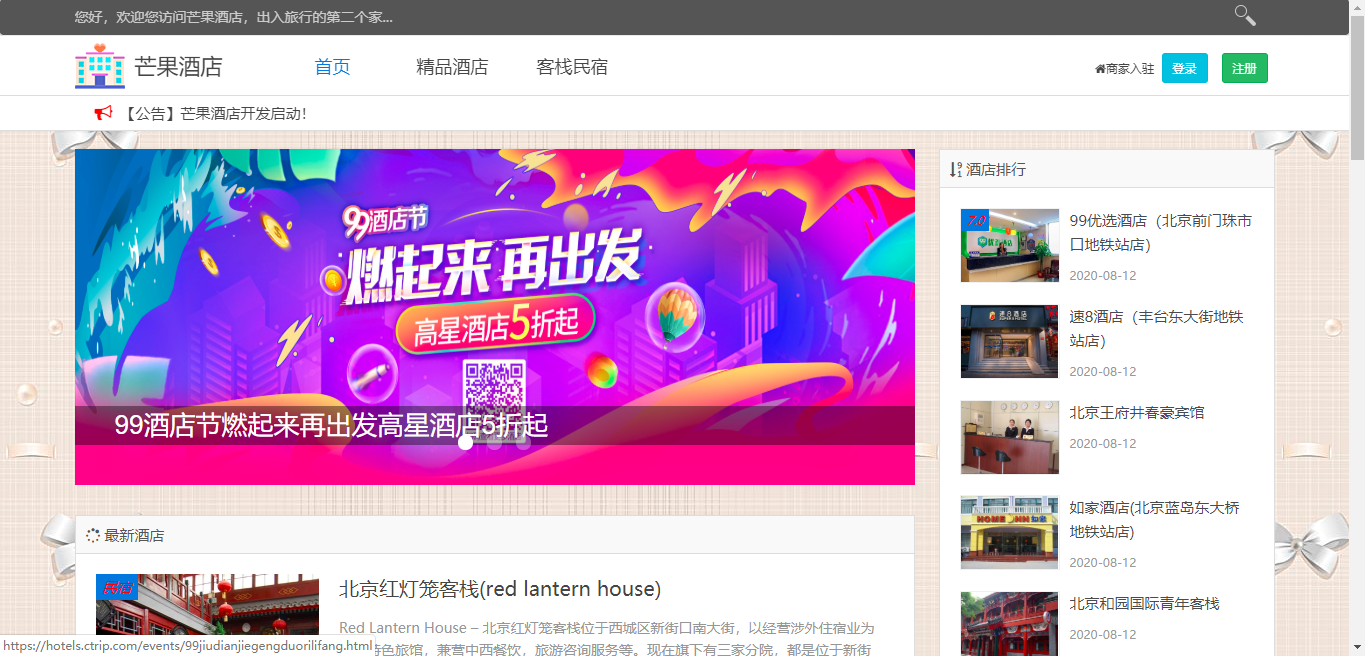 您好，欢迎您访问芒果酒店，出入旅行的第二个家...
芒果酒店
首页
精品酒店
客栈民宿
商家入驻
登录
注册
【公告】芒果酒店开发启动!
99酒店节
燃起来 再出发
高星酒店5折起
99酒店节燃起来再出发高星酒店5折起
酒店排行
7.0
99优选酒店（北京前门珠市
口地铁站店）
2020-08-12
速8酒店（丰台东大街地铁
站店）
2020-08-12
北京王府井春豪宾馆
2020-08-12
HOME INN 如家
如家酒店(北京蓝岛东大桥
地铁站店)
2020-08-12
北京和园国际青年客栈
2020-08-12
最新酒店
民宿
北京红灯笼客栈(red lantern house)
Red Lantern House – 北京红灯笼客栈位于西城区新街口南大街，以经营涉外住宿业为
特色旅馆，兼营中西餐饮，旅游咨询服务等。现在旗下有三家分院，都是位于新街
https://hotels.ctrip.com/events/99jiudianjiegengduorilifang.html